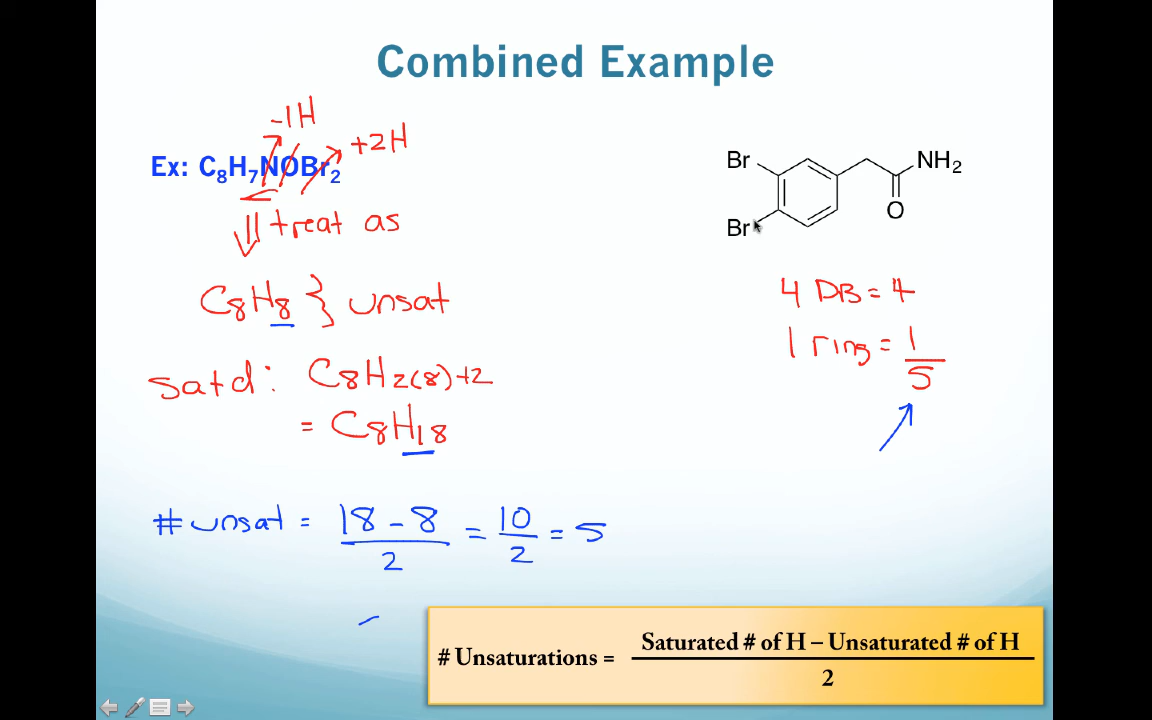 Combined Example
-1H
+2H
Ex: C8H7NOBr2
treat as
C8H8 } unsat
satd: C8H2(8)+2
= C8H18
# unsat = 18 - 8 / 2 = 10 / 2 = 5
Br
NH2
O
Br
4 DB = 4
1 ring = 1
5
# Unsaturations = Saturated # of H – Unsaturated # of H
2